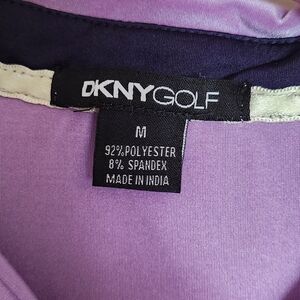 DKNYGOLF
M
92%POLYESTER
8% SPANDEX
MADE IN INDIA